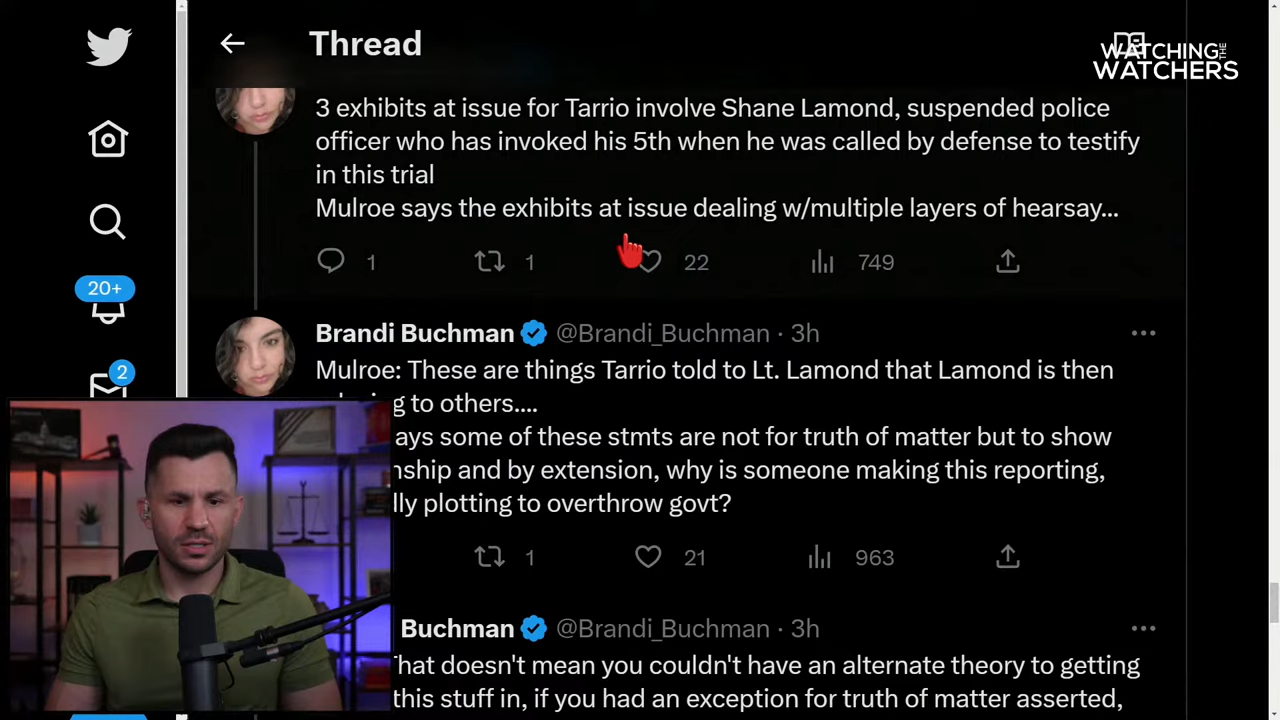 Thread
WATCHING THE
WATCHERS
3 exhibits at issue for Tarrio involve Shane Lamond, suspended police
officer who has invoked his 5th when he was called by defense to testify
in this trial
Mulroe says the exhibits at issue dealing w/multiple layers of hearsay...
1 1 22 749
20+
Brandi Buchman @Brandi_Buchman · 3h
Mulroe: These are things Tarrio told to Lt. Lamond that Lamond is then
2
g to others....
ays some of these stmts are not for truth of matter but to show
nship and by extension, why is someone making this reporting,
lly plotting to overthrow govt?
1 21 963
Buchman @Brandi_Buchman · 3h
hat doesn't mean you couldn't have an alternate theory to getting
this stuff in, if you had an exception for truth of matter asserted,